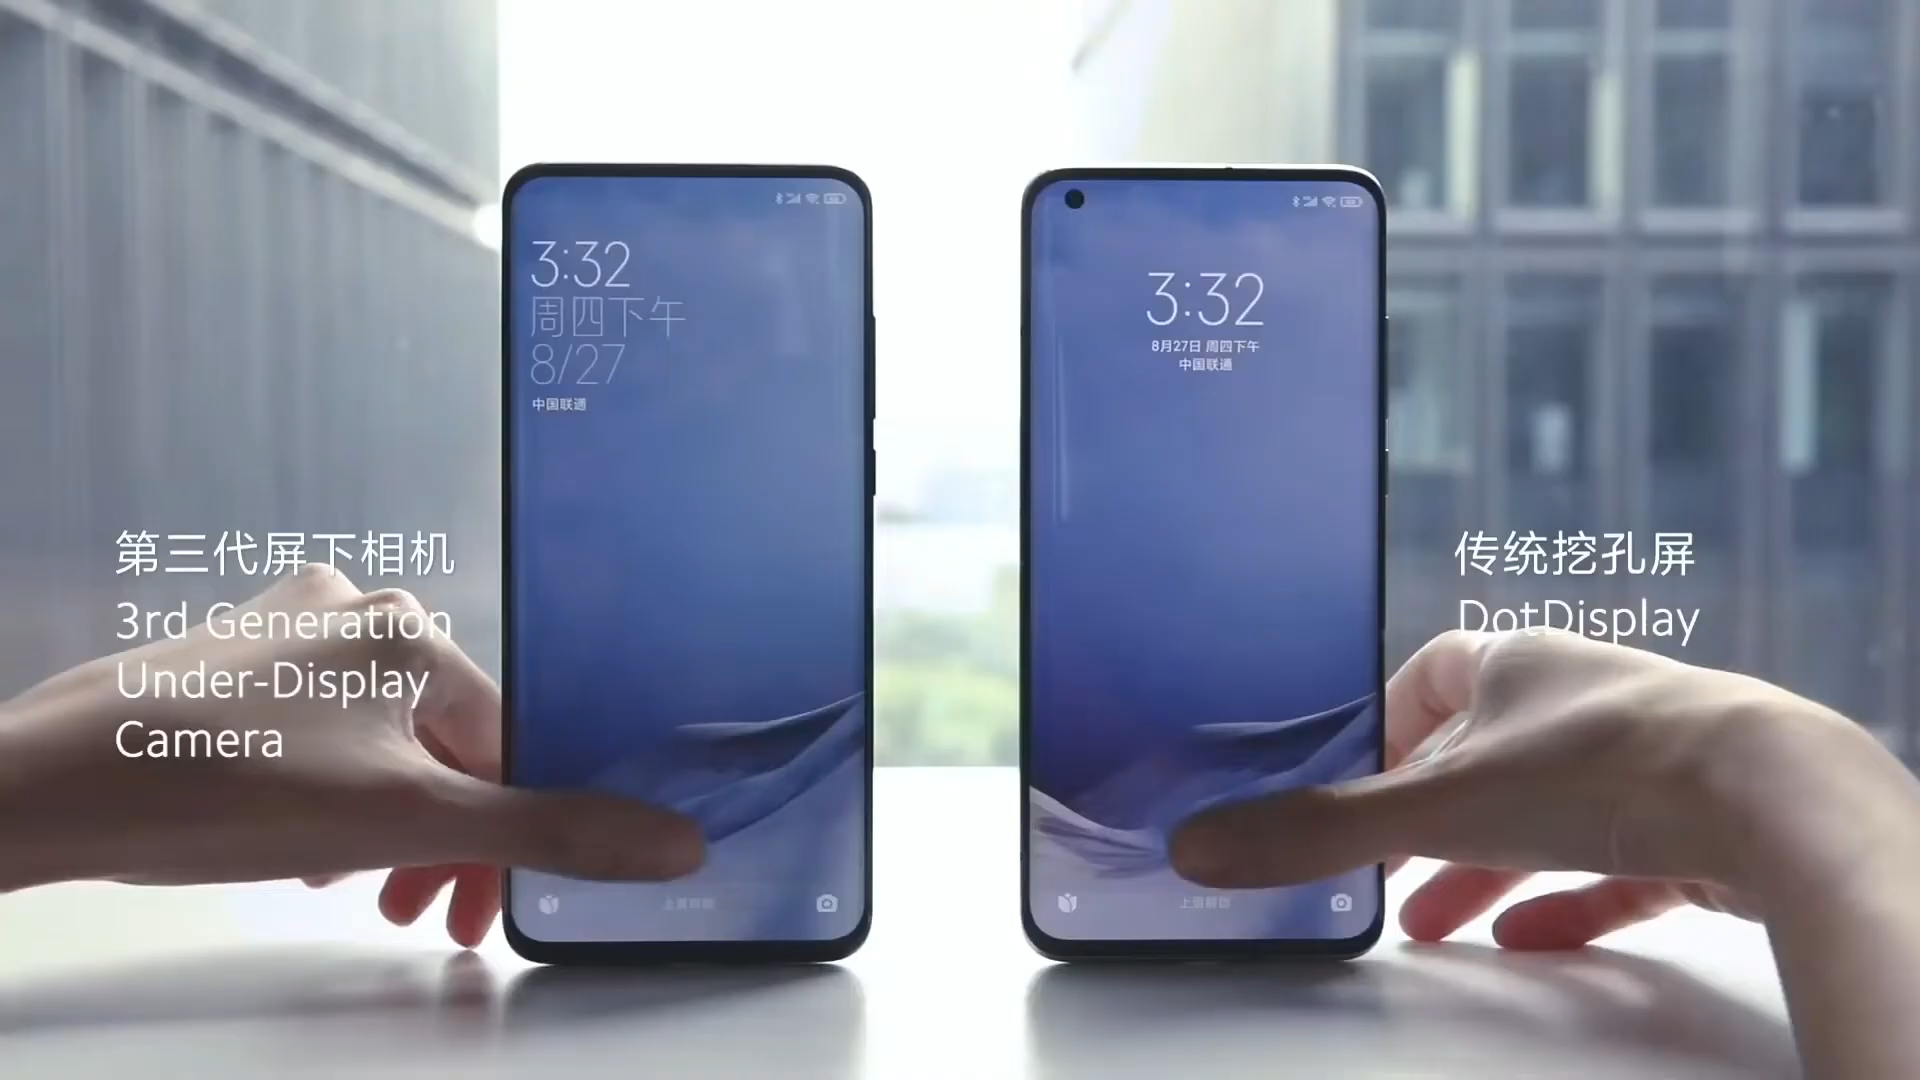 3:32
周四下午
8/27
中国联通
3:32
8月27日 周四下午
中国联通
第三代屏下相机
3rd Generation
Under-Display
Camera
传统挖孔屏
DotDisplay